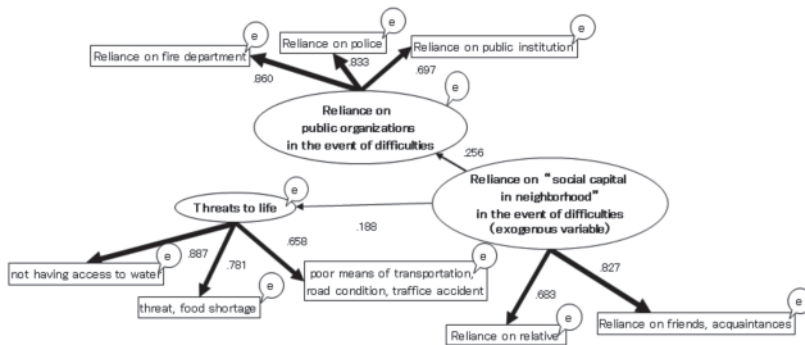 e
e
e
Reliance on police
Reliance on fire department
Reliance on public institution
.833
.860
.697
e
Reliance on
public organizations
in the event of difficulties
.256
Reliance on “social capital
in neighborhood”
in the event of difficulties
(exogenous variable)
e
Threats to life
.188
.887
.658
.781
.827
.683
e
not having access to water
e
threat, food shortage
e
poor means of transportation,
road condition, traffice accident
e
Reliance on relative
e
Reliance on friends, acquaintances